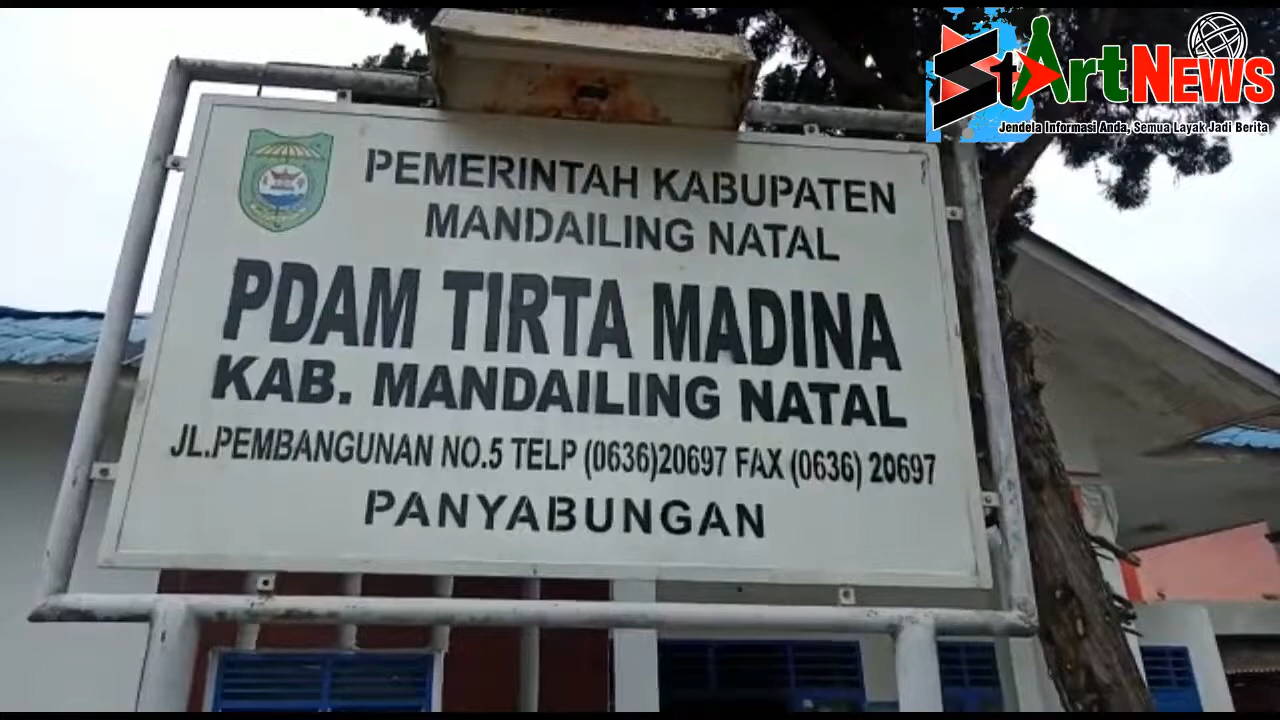 StArtNEWS
Jendela Informasi Anda, Semua Layak Jadi Berita
PEMERINTAH KABUPATEN
MANDAILING NATAL
PDAM TIRTA MADINA
KAB. MANDAILING NATAL
JL.PEMBANGUNAN NO.5 TELP (0636)20697 FAX (0636) 20697
PANYABUNGAN